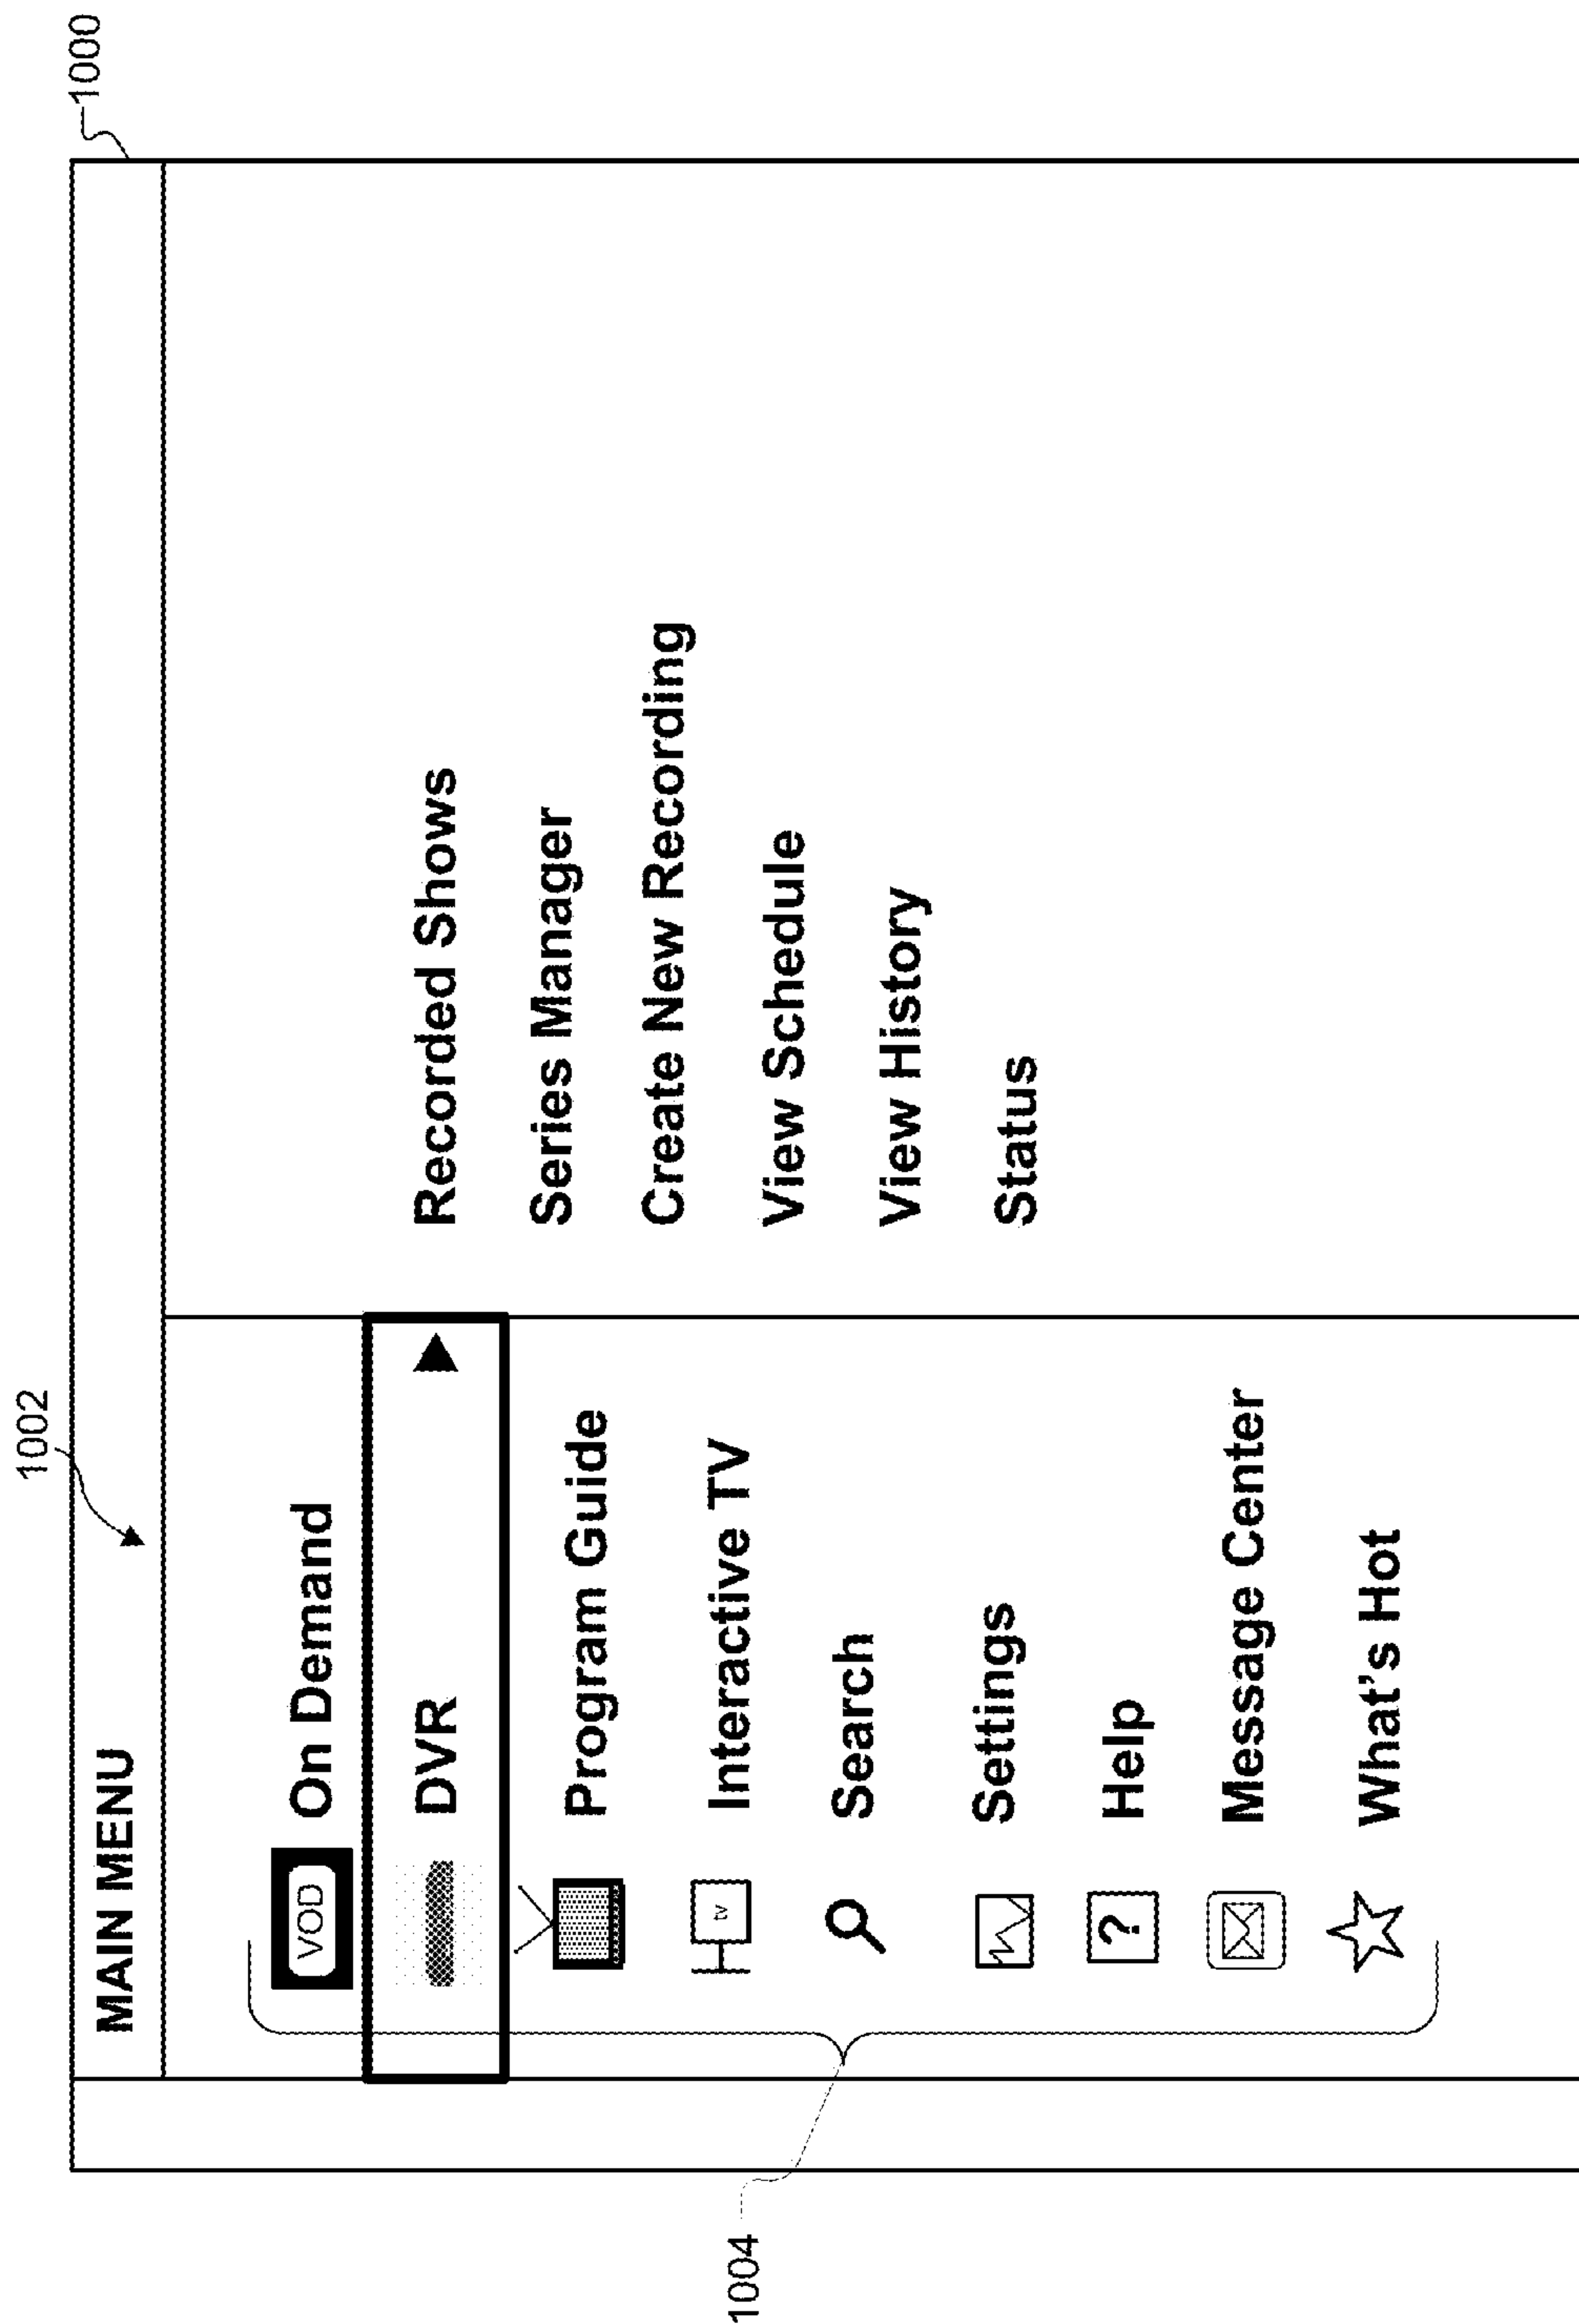 1002
1000
MAIN MENU
VOD On Demand
DVR
Program Guide
tv Interactive TV
Search
Settings
? Help
Message Center
What's Hot
1004
Recorded Shows
Series Manager
Create New Recording
View Schedule
View History
Status